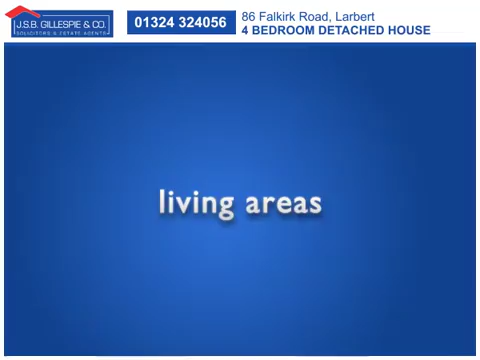 J.S.B. GILLESPIE & CO.
SOLICITORS & ESTATE AGENTS
01324 324056
86 Falkirk Road, Larbert
4 BEDROOM DETACHED HOUSE
living areas